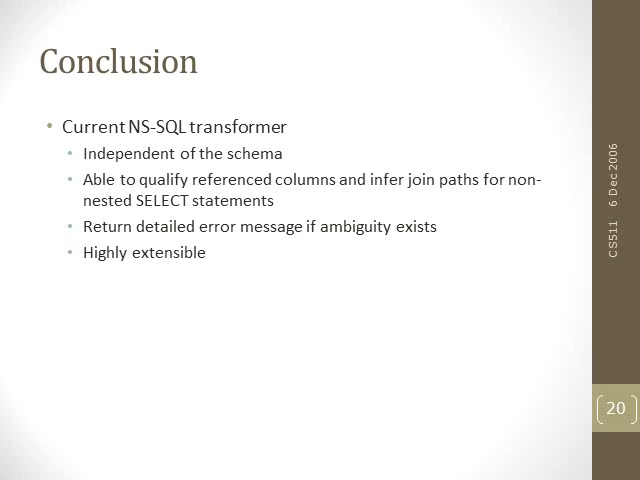 Conclusion
• Current NS-SQL transformer
• Independent of the schema
• Able to qualify referenced columns and infer join paths for non-
nested SELECT statements
• Return detailed error message if ambiguity exists
• Highly extensible
CS511 6 Dec 2006
20